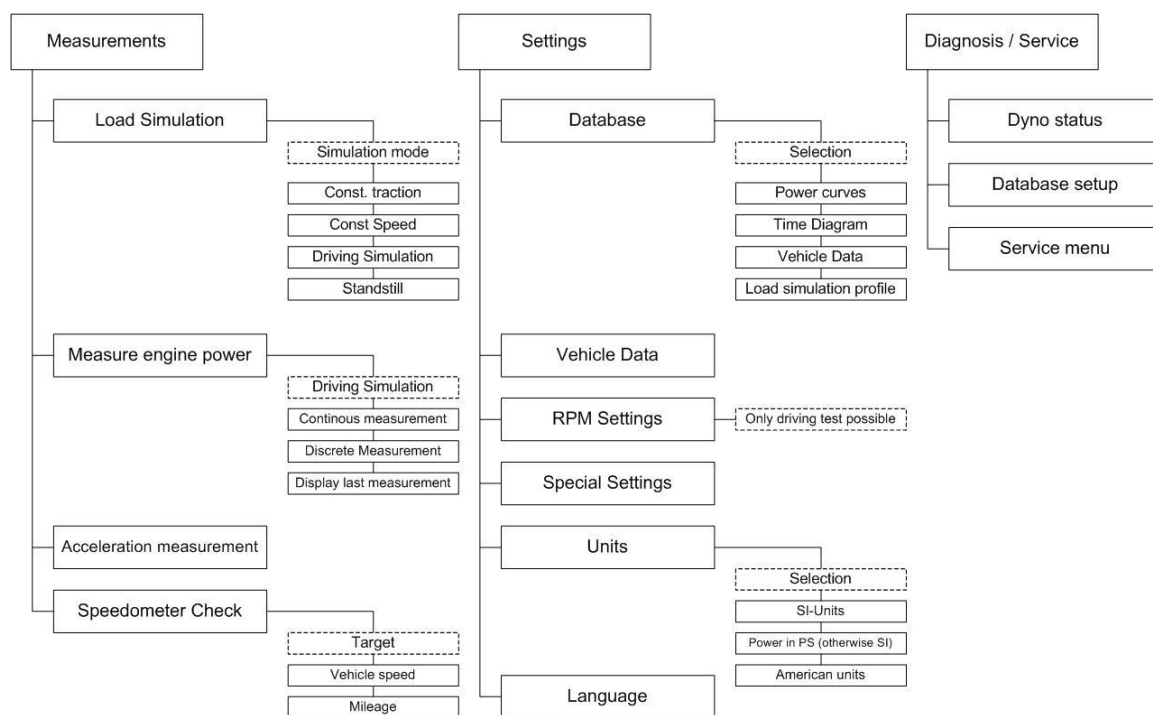 Measurements
Load Simulation
Simulation mode
Const. traction
Const Speed
Driving Simulation
Standstill
Measure engine power
Driving Simulation
Continous measurement
Discrete Measurement
Display last measurement
Acceleration measurement
Speedometer Check
Target
Vehicle speed
Mileage
Settings
Database
Selection
Power curves
Time Diagram
Vehicle Data
Load simulation profile
Vehicle Data
RPM Settings
Only driving test possible
Special Settings
Units
Selection
SI-Units
Power in PS (otherwise SI)
American units
Language
Diagnosis / Service
Dyno status
Database setup
Service menu